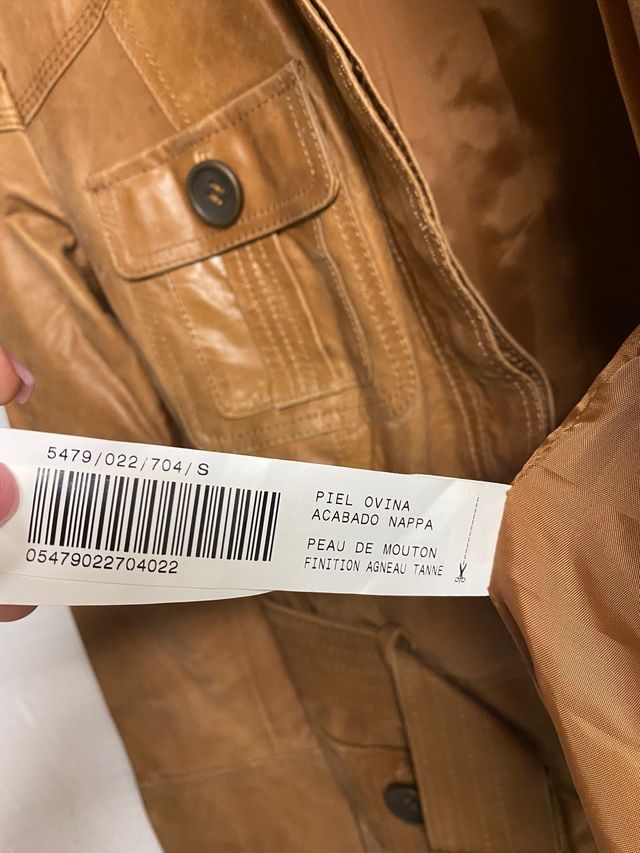 5479/022/704/S
05479022704022
PIEL OVINA
ACABADO NAPPA
PEAU DE MOUTON
FINITION AGNEAU TANNE